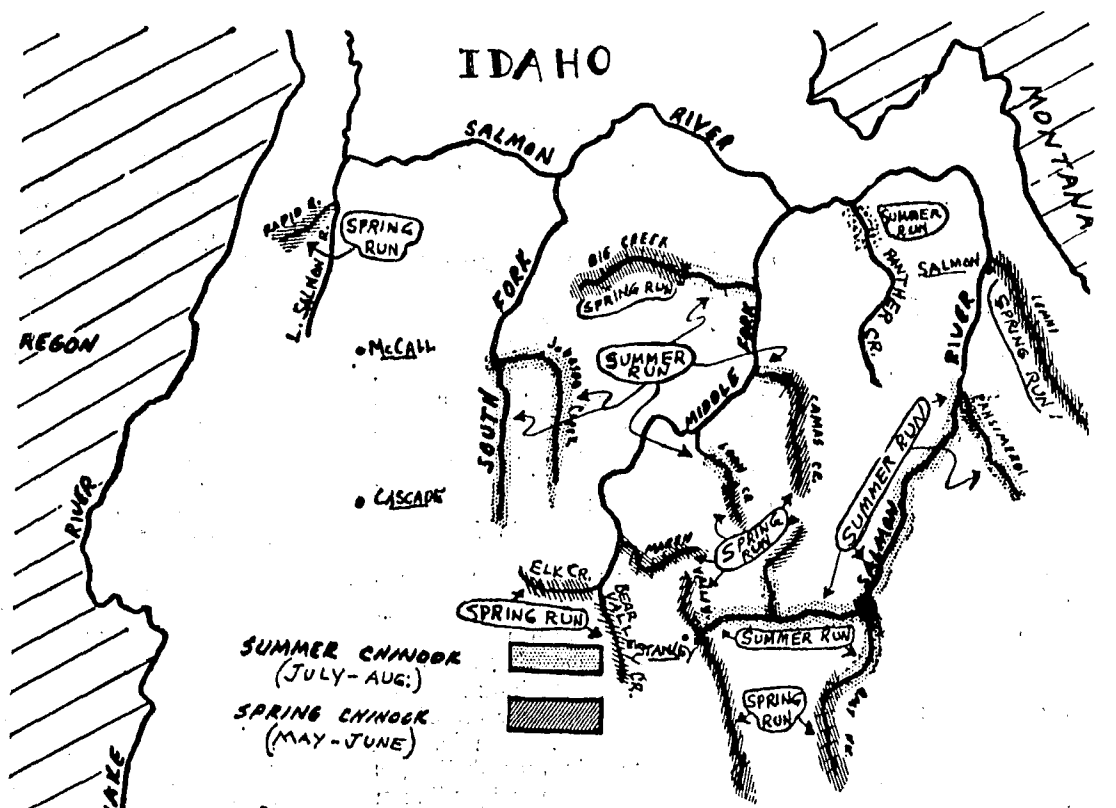 IDAHO
MONTANA
SALMON
RIVER
RAPID R.
SPRING
RUN
L. SALMON R.
SUMMER
RUN
BIG CREEK
SPRING RUN
FORK
SALMON
PANTHER CR.
RIVER
LEMHI
SPRING RUN
REGON
McCALL
SUMMER
RUN
FORK
MIDDLE
SOUTH
CAMAS CR.
LOON CR.
SUMMER RUN
CASCADE
RIVER
SPRING
RUN
SALMON
MARSH
ELK CR.
SPRING RUN
BEAR VALLEY CR.
STANLEY
SUMMER RUN
SUMMER CHINOOK
(JULY-AUG.)
SPRING
RUN
SPRING CHINOOK
(MAY-JUNE)